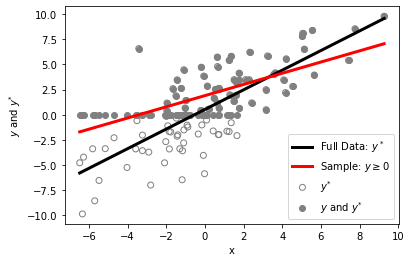 10.0
7.5
5.0
2.5
0.0
−2.5
−5.0
−7.5
−10.0
y and y*
−6 −4 −2 0 2 4 6 8 10
x
Full Data: y*
Sample: y ≥ 0
y*
y and y*